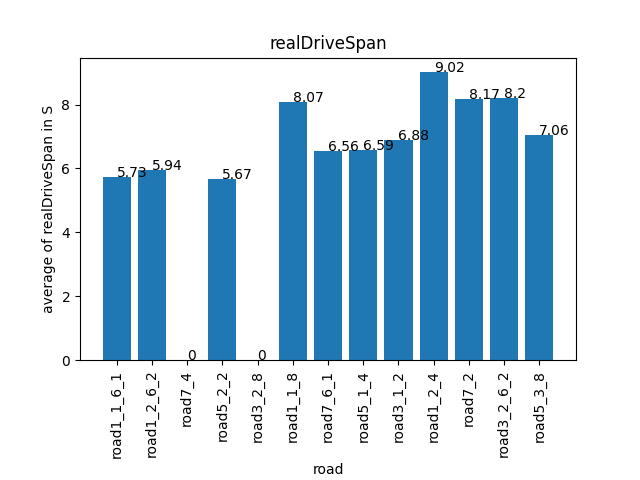 realDriveSpan
average of realDriveSpan in S
8
6
4
2
0
5.73
5.94
0
5.67
0
8.07
6.56
6.59
6.88
9.02
8.17
8.2
7.06
road1_1_6_1
road1_2_6_2
road7_4
road5_2_2
road3_2_8
road1_1_8
road7_6_1
road5_1_4
road3_1_2
road1_2_4
road7_2
road3_2_6_2
road5_3_8
road